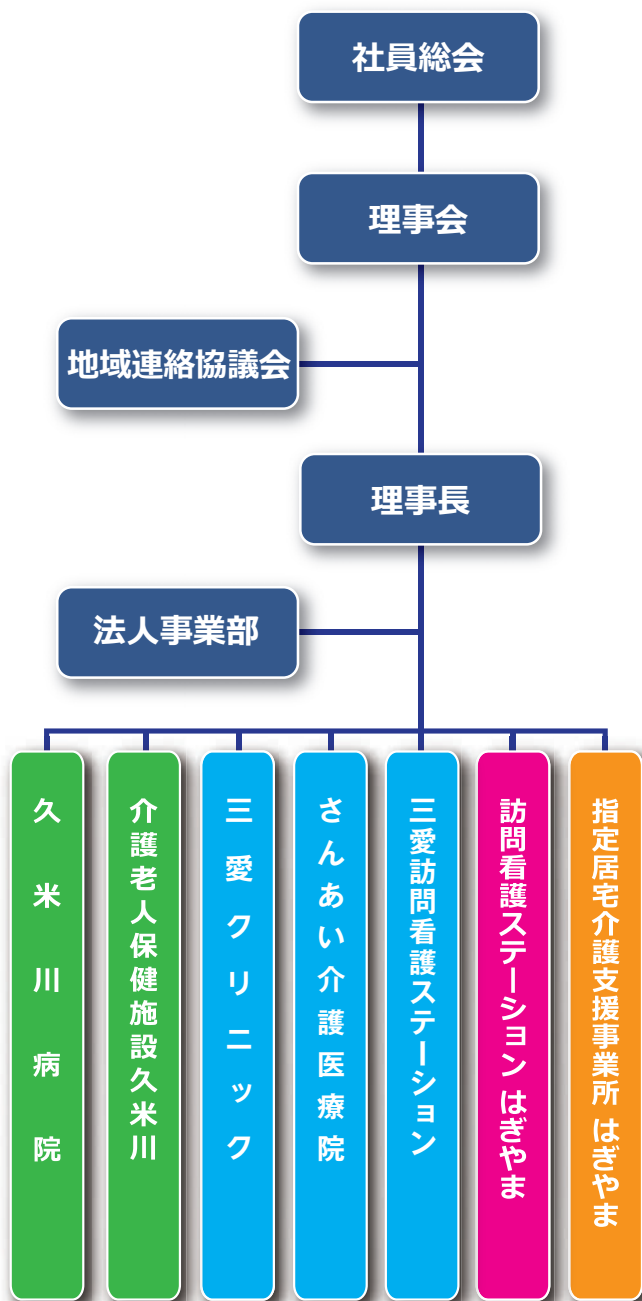 社員総会
理事会
地域連絡協議会
理事長
法人事業部
久米川病院
介護老人保健施設久米川
三愛クリニック
さんあい介護医療院
三愛訪問看護ステーション
訪問看護ステーション はぎやま
指定居宅介護支援事業所 はぎやま